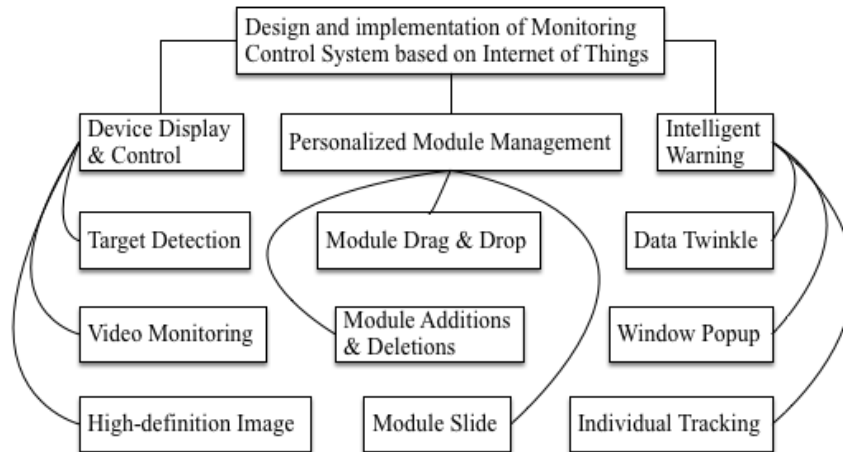 Design and implementation of Monitoring
Control System based on Internet of Things
Device Display
& Control
Personalized Module Management
Intelligent
Warning
Target Detection
Module Drag & Drop
Data Twinkle
Video Monitoring
Module Additions
& Deletions
Window Popup
High-definition Image
Module Slide
Individual Tracking